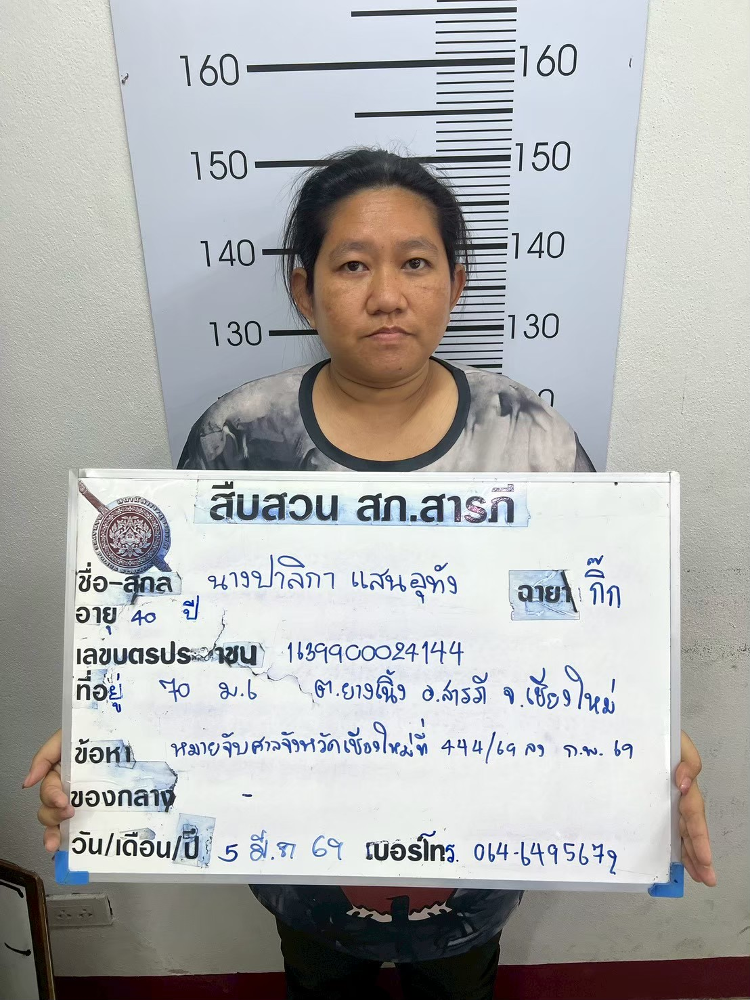 160 160
150 150
140 140
130 130
สืบสวน สภ.สารภี
ชื่อ-สกุล นางปาลิกา แสนอุทัง ฉายา กิ๊ก
อายุ 40 ปี
เลขบตรประชาชน 1639900024144
ที่อยู่ 70 ม.6 ต.ยางเนิ้ง อ.สารภี จ.เชียงใหม่
ข้อหา หมายจับศาลจังหวัดเชียงใหม่ที่ 444/69 ลง ก.พ. 69
ของกลาง -
วัน/เดือน/ปี 5 มี.ค 69 เบอร์โทร. 064-6495679